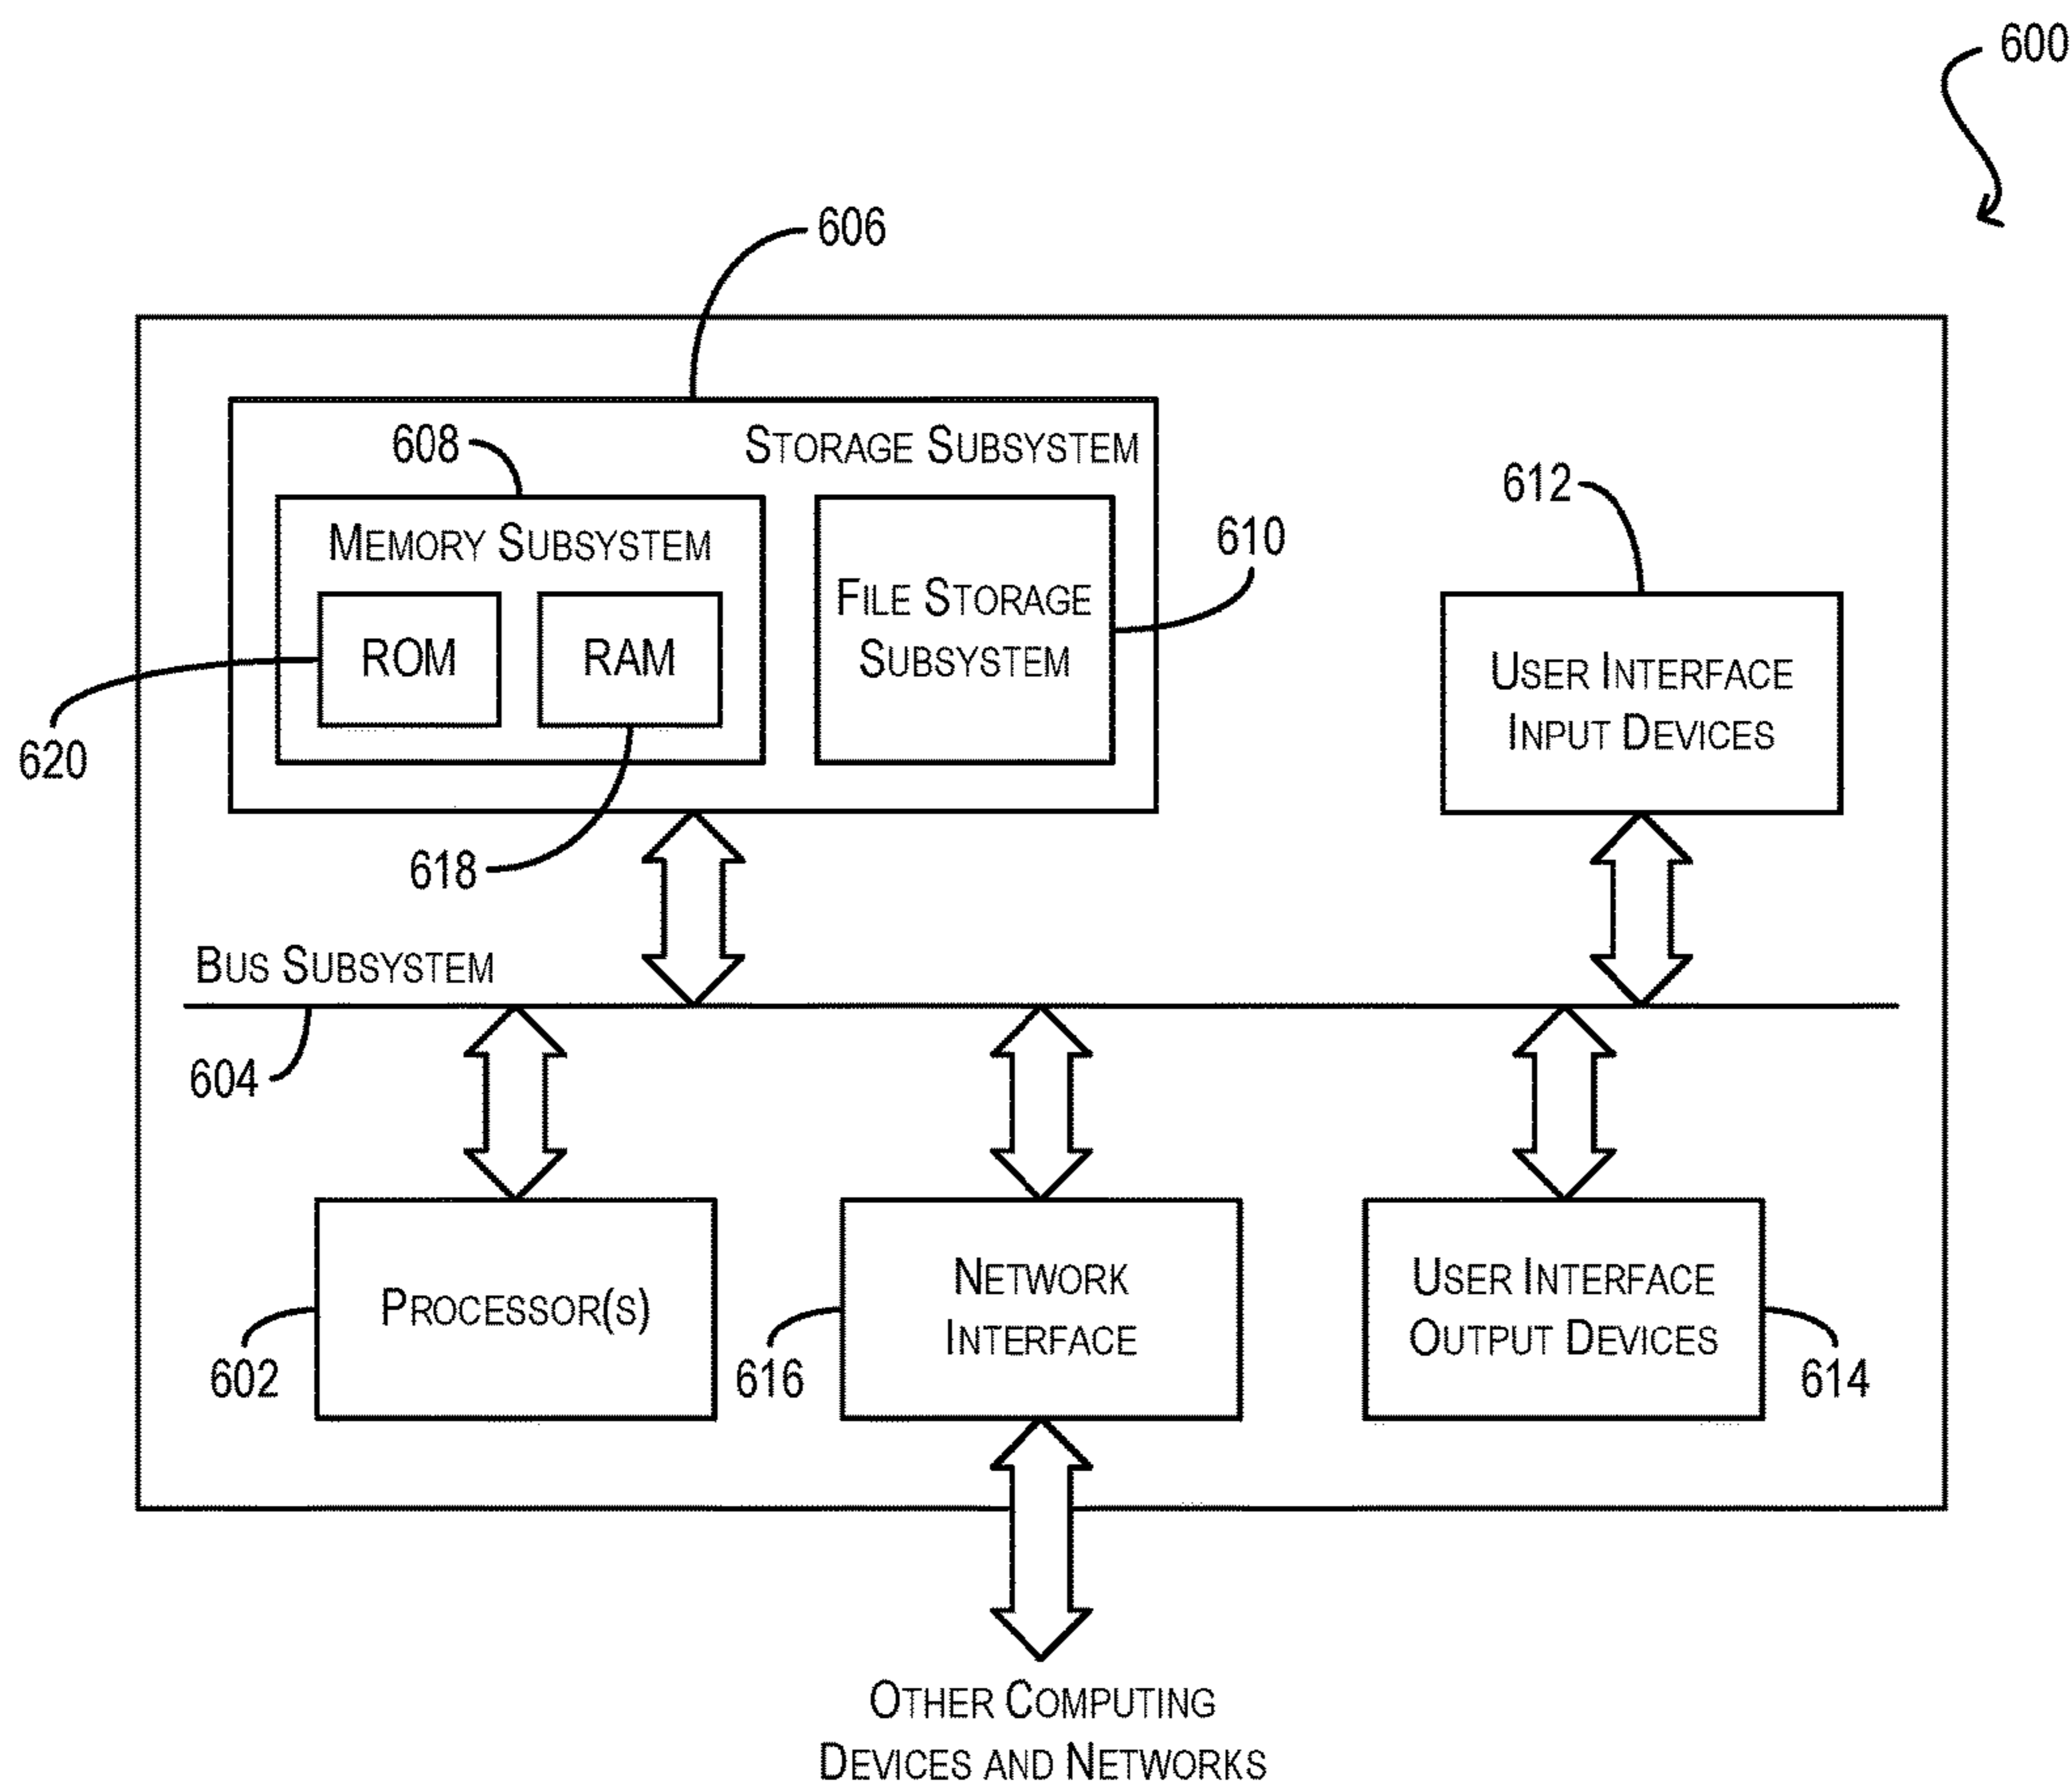 600
606
608
STORAGE SUBSYSTEM
612
MEMORY SUBSYSTEM
610
FILE STORAGE
SUBSYSTEM
ROM
RAM
USER INTERFACE
INPUT DEVICES
620
618
BUS SUBSYSTEM
604
PROCESSOR(S)
602
NETWORK
INTERFACE
616
USER INTERFACE
OUTPUT DEVICES
614
OTHER COMPUTING
DEVICES AND NETWORKS